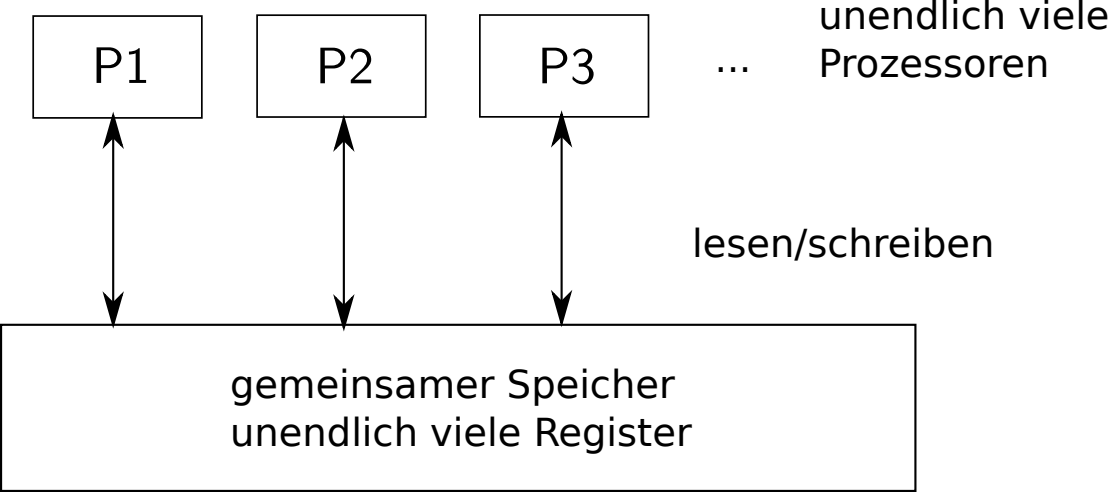 P1 P2 P3 ... unendlich viele
Prozessoren
lesen/schreiben
gemeinsamer Speicher
unendlich viele Register